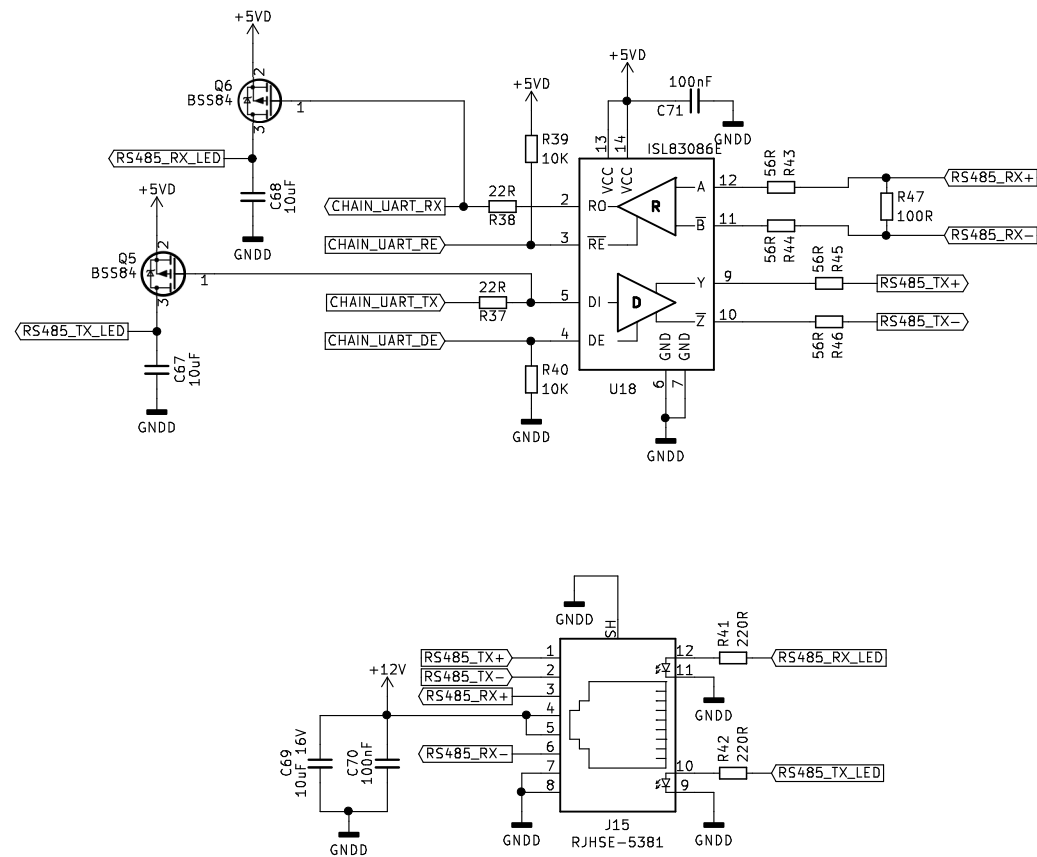 +5VD
Q6
BSS84
2
1
3
RS485_RX_LED
C68
10uF
GNDD
+5VD
Q5
BSS84
2
1
3
RS485_TX_LED
C67
10uF
GNDD
+5VD
R39
10K
+5VD
100nF
C71
GNDD
ISL83086E
13
14
VCC
VCC
CHAIN_UART_RX
22R
R38
2
RO
R
A
12
56R
R43
RS485_RX+
R47
100R
CHAIN_UART_RE
3
RE
B
11
56R
R44
RS485_RX-
CHAIN_UART_TX
22R
R37
5
DI
D
Y
9
56R
R45
RS485_TX+
CHAIN_UART_DE
4
DE
Z
10
56R
R46
RS485_TX-
GND
GND
6
7
U18
R40
10K
GNDD
GNDD
GNDD
SH
RS485_TX+
1
RS485_TX-
2
RS485_RX+
3
+12V
4
5
RS485_RX-
6
7
8
C69
10uF 16V
C70
100nF
GNDD
GNDD
12
11
R41
220R
RS485_RX_LED
GNDD
10
9
R42
220R
RS485_TX_LED
GNDD
J15
RJHSE-5381